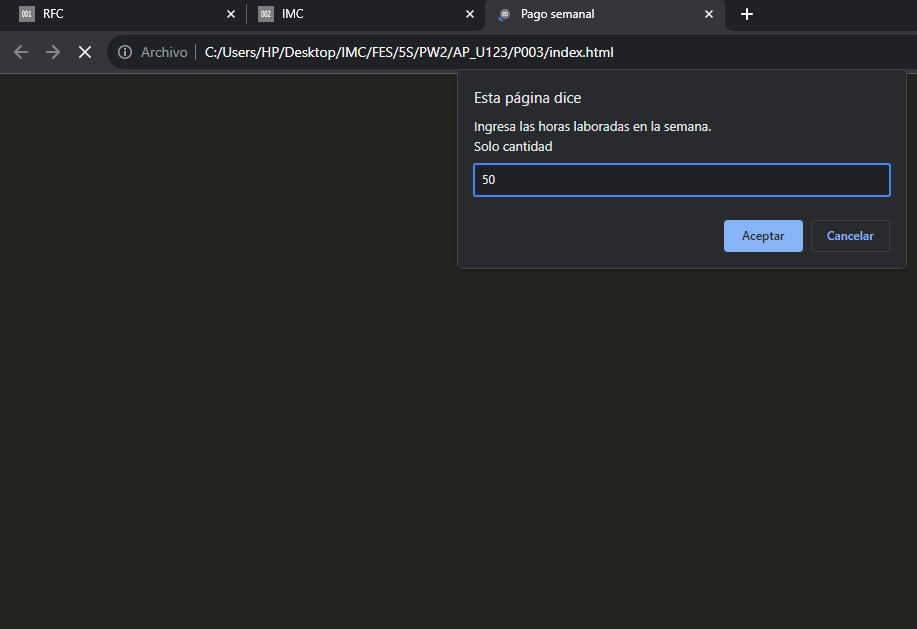 001 RFC
002 IMC
Pago semanal
Archivo C:/Users/HP/Desktop/IMC/FES/5S/PW2/AP_U123/P003/index.html
Esta página dice
Ingresa las horas laboradas en la semana.
Solo cantidad
50
Aceptar Cancelar